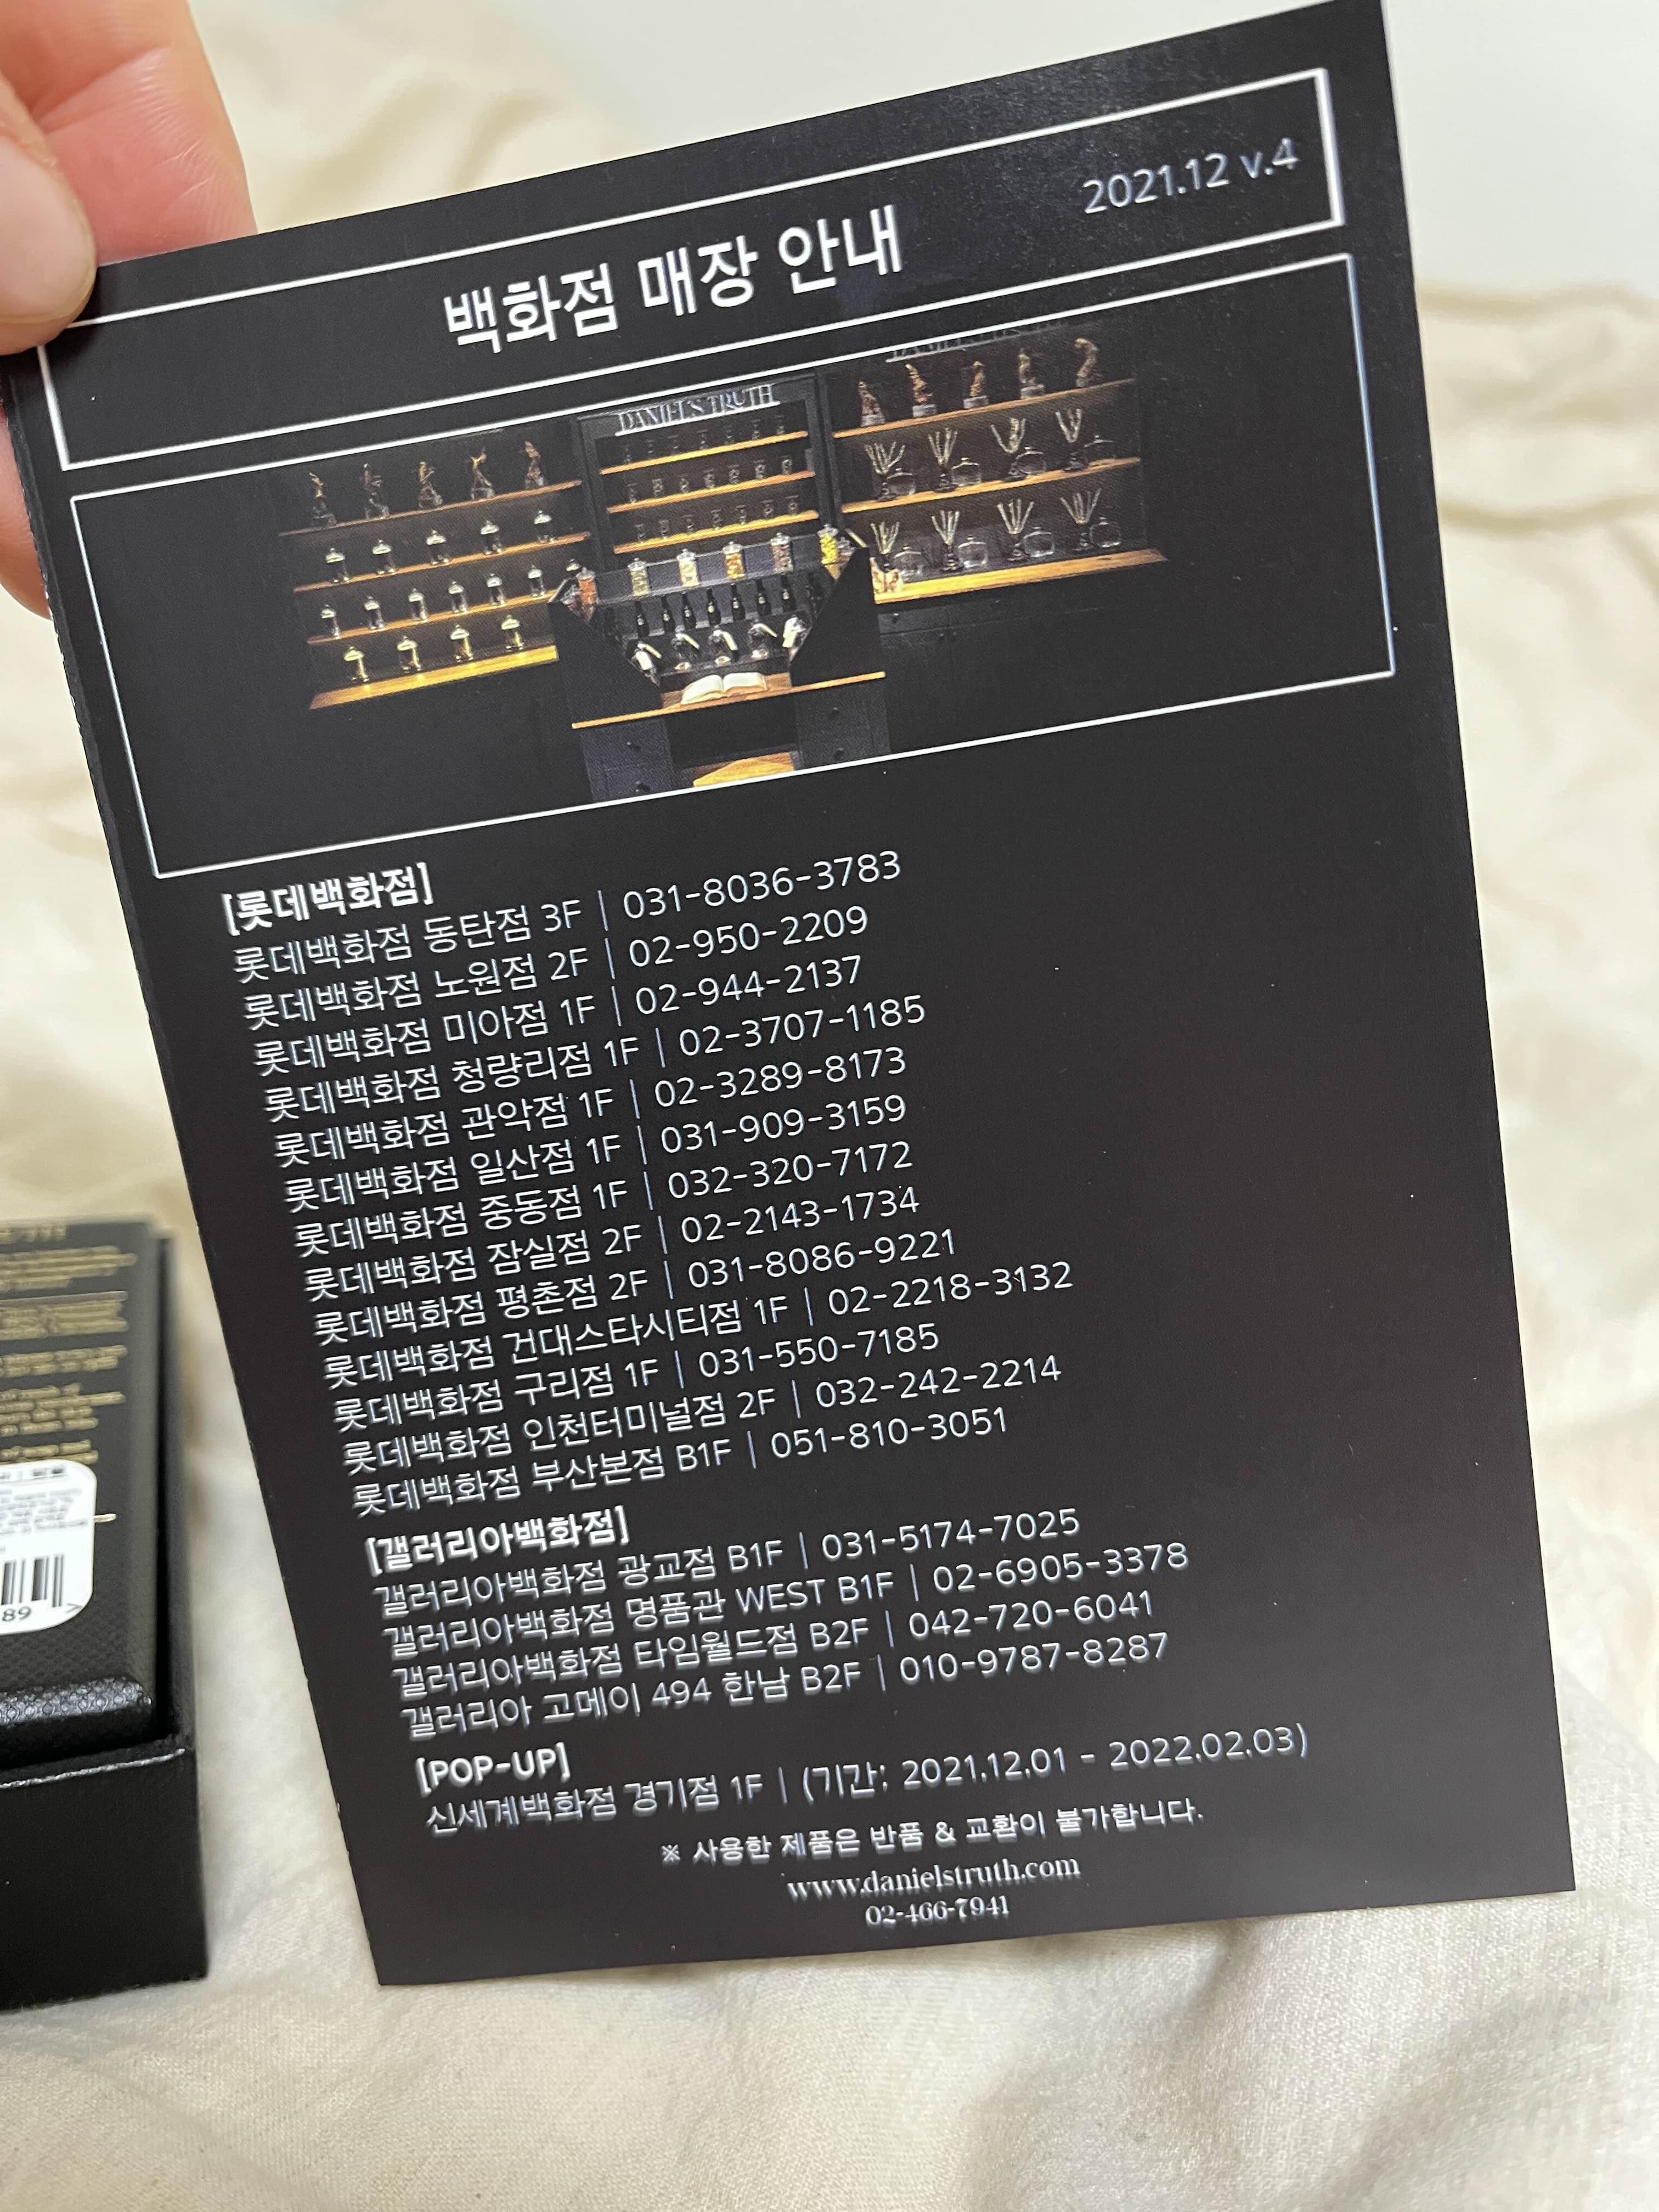 2021.12 v.4
백화점 매장 안내
DANIEL'S TRUTH
[롯데백화점]
롯데백화점 동탄점 3F | 031-8036-3783
롯데백화점 노원점 2F | 02-950-2209
롯데백화점 미아점 1F | 02-944-2137
롯데백화점 청량리점 1F | 02-3707-1185
롯데백화점 관악점 1F | 02-3289-8173
롯데백화점 일산점 1F | 031-909-3159
롯데백화점 중동점 1F | 032-320-7172
롯데백화점 잠실점 2F | 02-2143-1734
롯데백화점 평촌점 2F | 031-8086-9221
롯데백화점 건대스타시티점 1F | 02-2218-3132
롯데백화점 구리점 1F | 031-550-7185
롯데백화점 인천터미널점 2F | 032-242-2214
롯데백화점 부산본점 B1F | 051-810-3051
[갤러리아백화점]
갤러리아백화점 광교점 B1F | 031-5174-7025
갤러리아백화점 명품관 WEST B1F | 02-6905-3378
갤러리아백화점 타임월드점 B2F | 042-720-6041
갤러리아 고메이 494 한남 B2F | 010-9787-8287
[POP-UP]
신세계백화점 경기점 1F | (기간: 2021.12.01 - 2022.02.03)
※ 사용한 제품은 반품 & 교환이 불가합니다.
www.danielstruth.com
02-466-7941
89